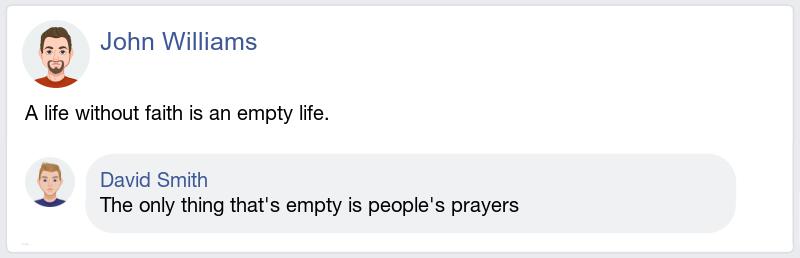 John Williams
A life without faith is an empty life.
David Smith
The only thing that's empty is people's prayers